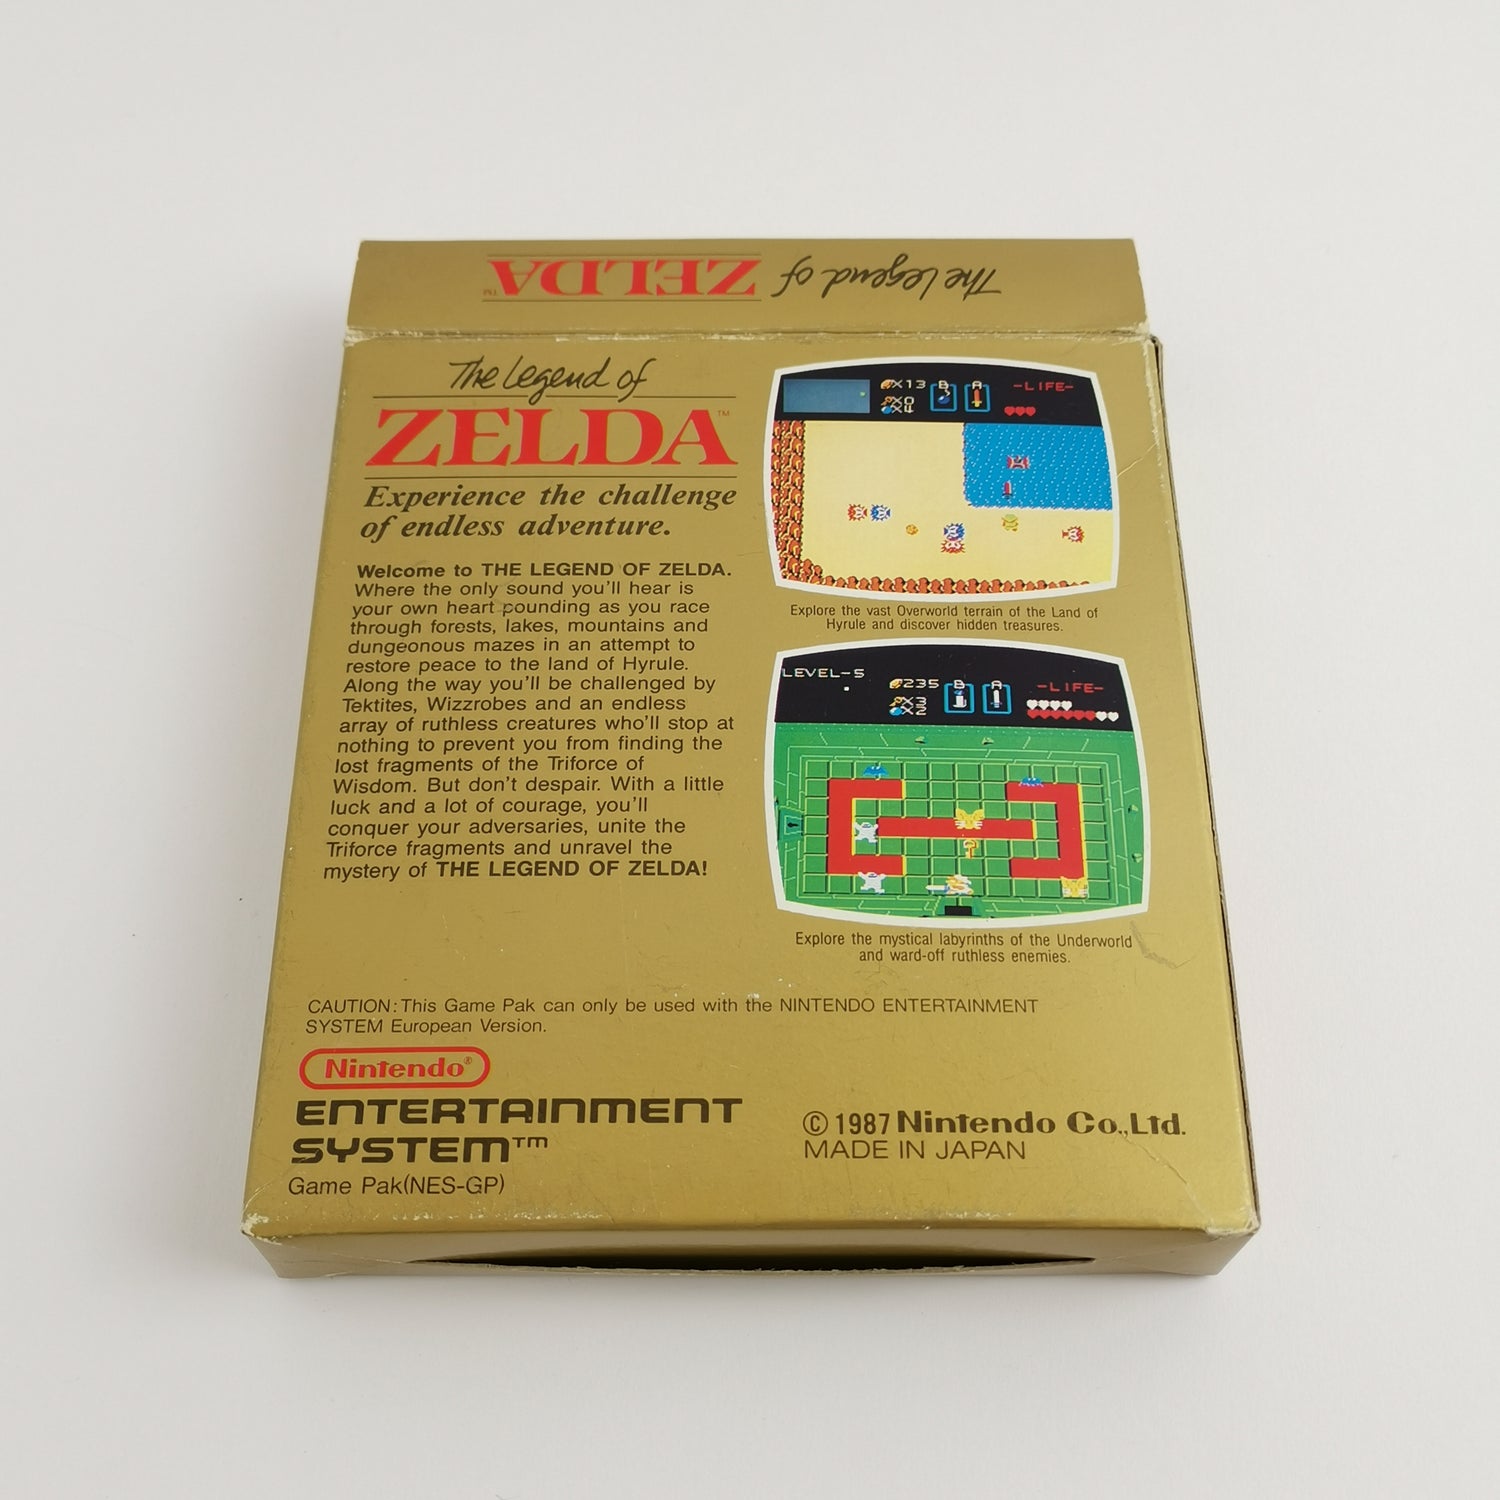 The Legend of
ZELDA™
The Legend of
ZELDA™
Experience the challenge
of endless adventure.
Welcome to THE LEGEND OF ZELDA.
Where the only sound you'll hear is
your own heart pounding as you race
through forests, lakes, mountains and
dungeonous mazes in an attempt to
restore peace to the land of Hyrule.
Along the way you'll be challenged by
Tektites, Wizzrobes and an endless
array of ruthless creatures who'll stop at
nothing to prevent you from finding the
lost fragments of the Triforce of
Wisdom. But don't despair. With a little
luck and a lot of courage, you'll
conquer your adversaries, unite the
Triforce fragments and unravel the
mystery of THE LEGEND OF ZELDA!
X13 B A -LIFE-
X0
X4
Explore the vast Overworld terrain of the Land of
Hyrule and discover hidden treasures.
LEVEL-5
235 B A -LIFE-
X3
X2
Explore the mystical labyrinths of the Underworld
and ward-off ruthless enemies.
CAUTION: This Game Pak can only be used with the NINTENDO ENTERTAINMENT
SYSTEM European Version.
Nintendo®
ENTERTAINMENT
SYSTEM™
Game Pak(NES-GP)
© 1987 Nintendo Co.,Ltd.
MADE IN JAPAN